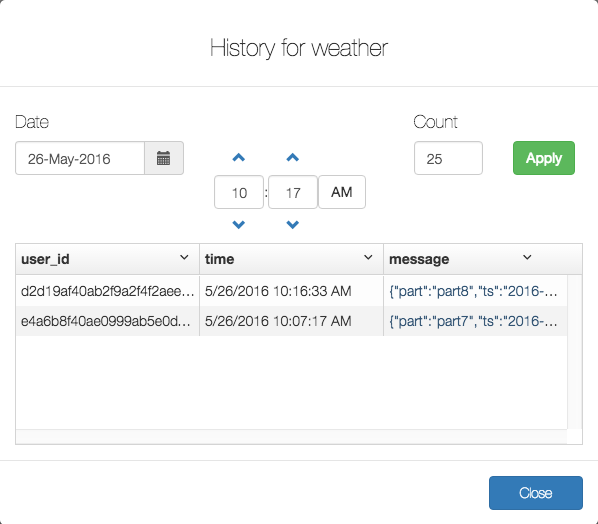 History for weather
Date
Count
26-May-2016
10 : 17 AM
25
Apply
user_id time message
d2d19af40ab2f9a2f4f2aee... 5/26/2016 10:16:33 AM {"part":"part8","ts":"2016-...
e4a6b8f40ae0999ab5e0d... 5/26/2016 10:07:17 AM {"part":"part7","ts":"2016-...
Close